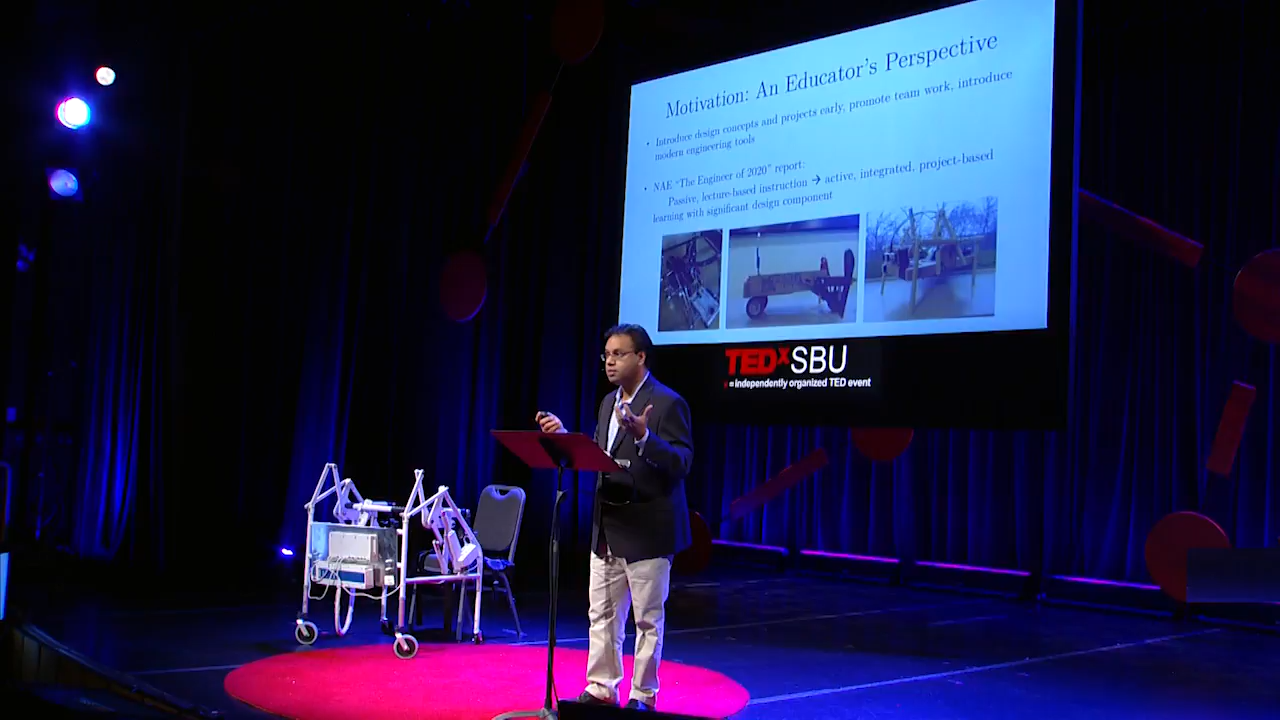 Motivation: An Educator's Perspective
• Introduce design concepts and projects early, promote team work, introduce
modern engineering tools
• NAE "The Engineer of 2020" report:
Passive, lecture-based instruction → active, integrated, project-based
learning with significant design component
TEDxSBU
x = independently organized TED event